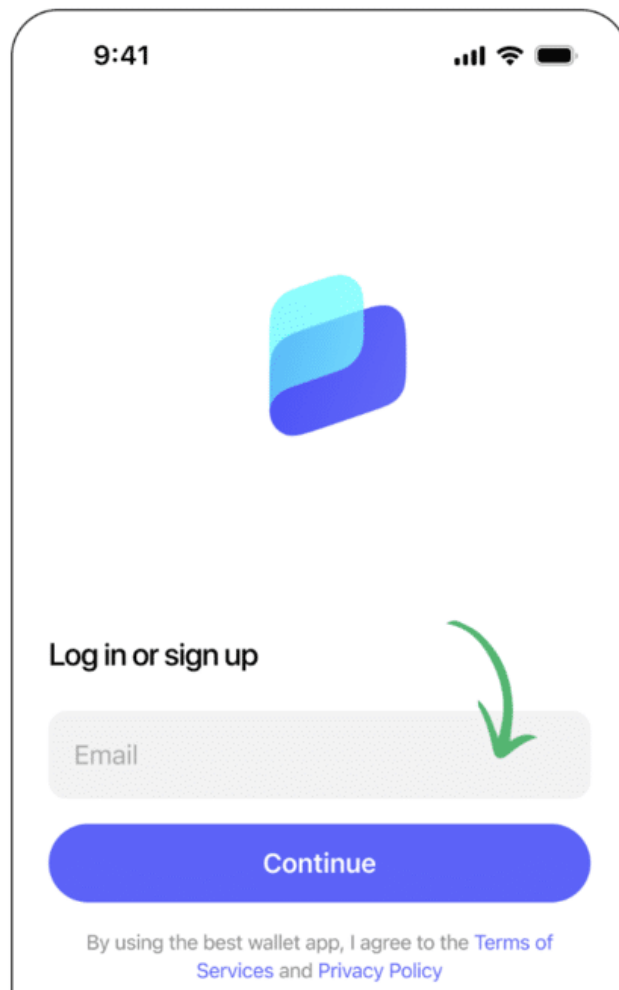 9:41
Log in or sign up
Email
Continue
By using the best wallet app, I agree to the Terms of
Services and Privacy Policy